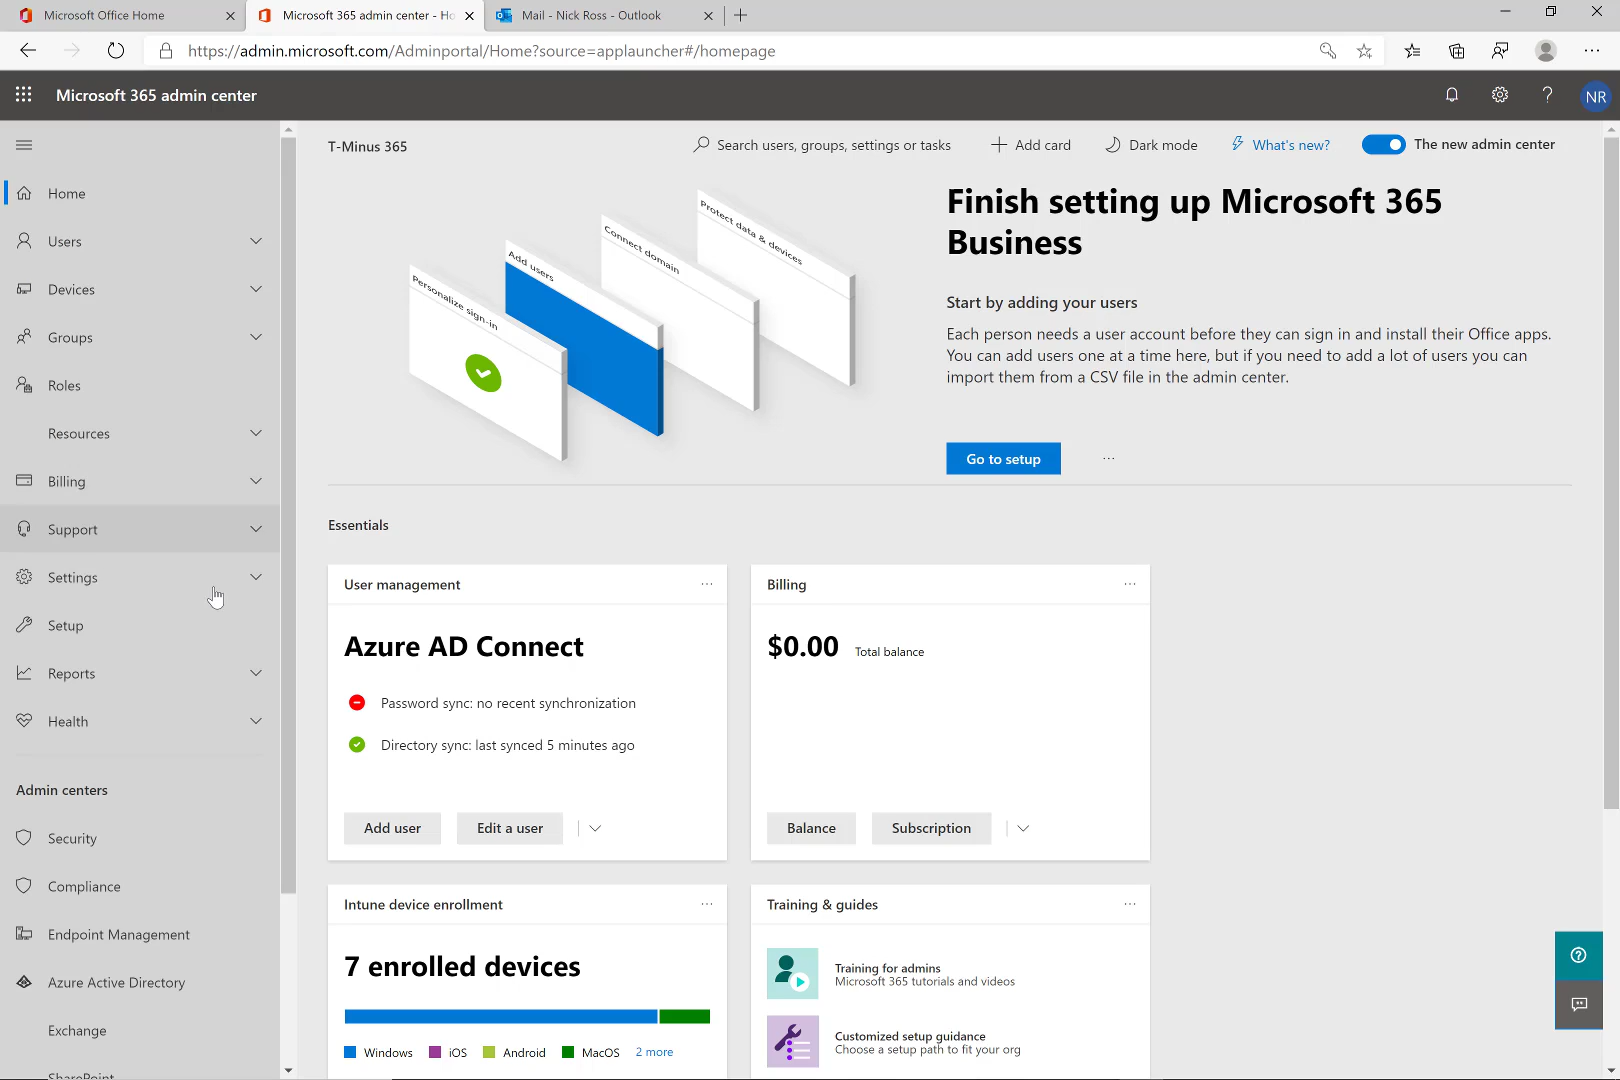 Microsoft Office Home
Microsoft 365 admin center - Ho
Mail - Nick Ross - Outlook
https://admin.microsoft.com/Adminportal/Home?source=applauncher#/homepage
Microsoft 365 admin center
NR
Home
Users
Devices
Groups
Roles
Resources
Billing
Support
Settings
Setup
Reports
Health
Admin centers
Security
Compliance
Endpoint Management
Azure Active Directory
Exchange
SharePoint
T-Minus 365
Search users, groups, settings or tasks
Add card
Dark mode
What's new?
The new admin center
Personalize sign-in
Add users
Connect domain
Protect data & devices
Finish setting up Microsoft 365
Business
Start by adding your users
Each person needs a user account before they can sign in and install their Office apps.
You can add users one at a time here, but if you need to add a lot of users you can
import them from a CSV file in the admin center.
Go to setup
Essentials
User management
Azure AD Connect
Password sync: no recent synchronization
Directory sync: last synced 5 minutes ago
Add user
Edit a user
Billing
$0.00 Total balance
Balance
Subscription
Intune device enrollment
7 enrolled devices
Windows iOS Android MacOS 2 more
Training & guides
Training for admins
Microsoft 365 tutorials and videos
Customized setup guidance
Choose a setup path to fit your org